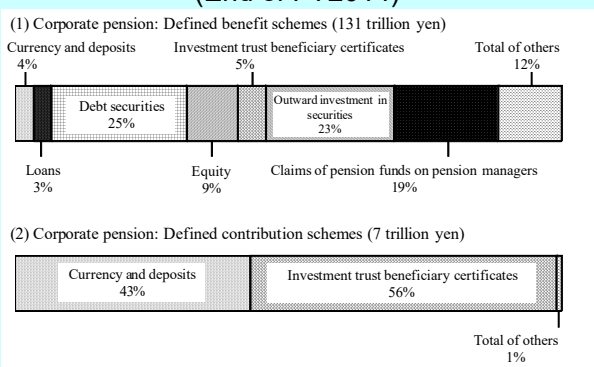 (1) Corporate pension: Defined benefit schemes (131 trillion yen)
Currency and deposits
4%
Investment trust beneficiary certificates
5%
Total of others
12%
Debt securities
25%
Outward investment in
securities
23%
Loans
3%
Equity
9%
Claims of pension funds on pension managers
19%
(2) Corporate pension: Defined contribution schemes (7 trillion yen)
Currency and deposits
43%
Investment trust beneficiary certificates
56%
Total of others
1%